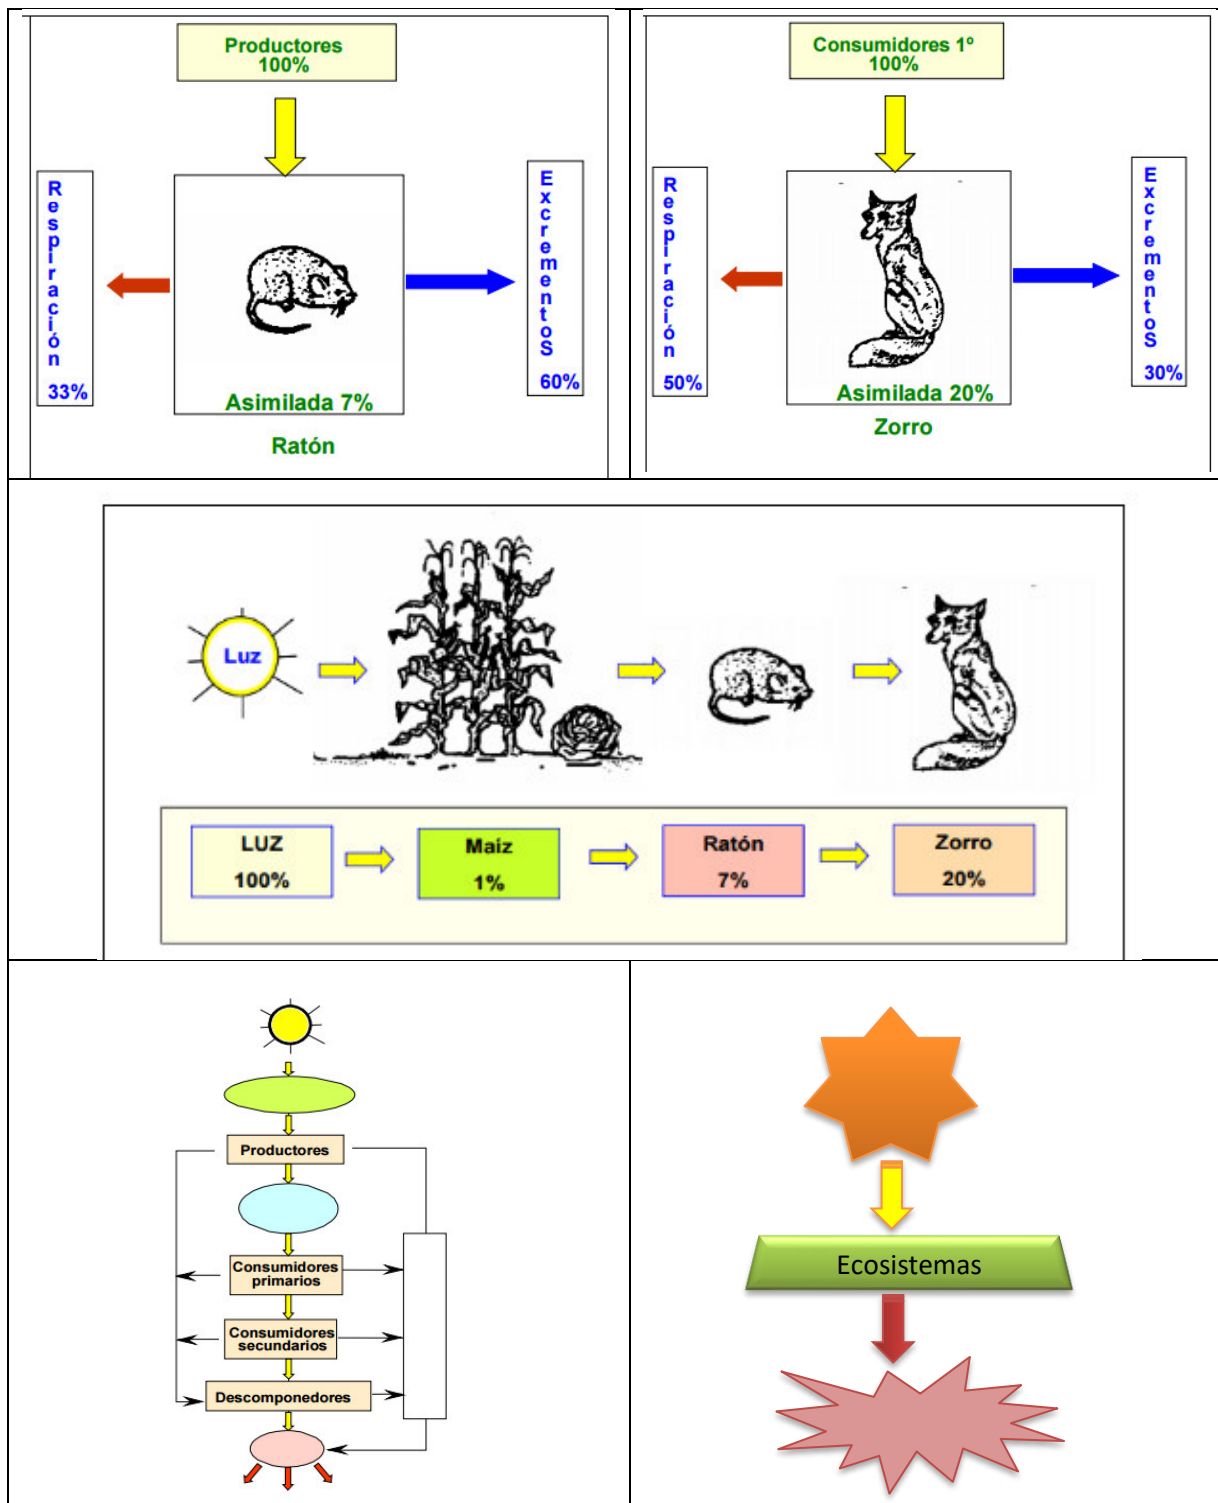 Productores
100%
Respiración
33%
Excrementos
60%
Asimilada 7%
Ratón
Consumidores 1º
100%
Respiración
50%
Excrementos
30%
Asimilada 20%
Zorro
Luz
LUZ
100%
Maiz
1%
Ratón
7%
Zorro
20%
Productores
Consumidores
primarios
Consumidores
secundarios
Descomponedores
Ecosistemas